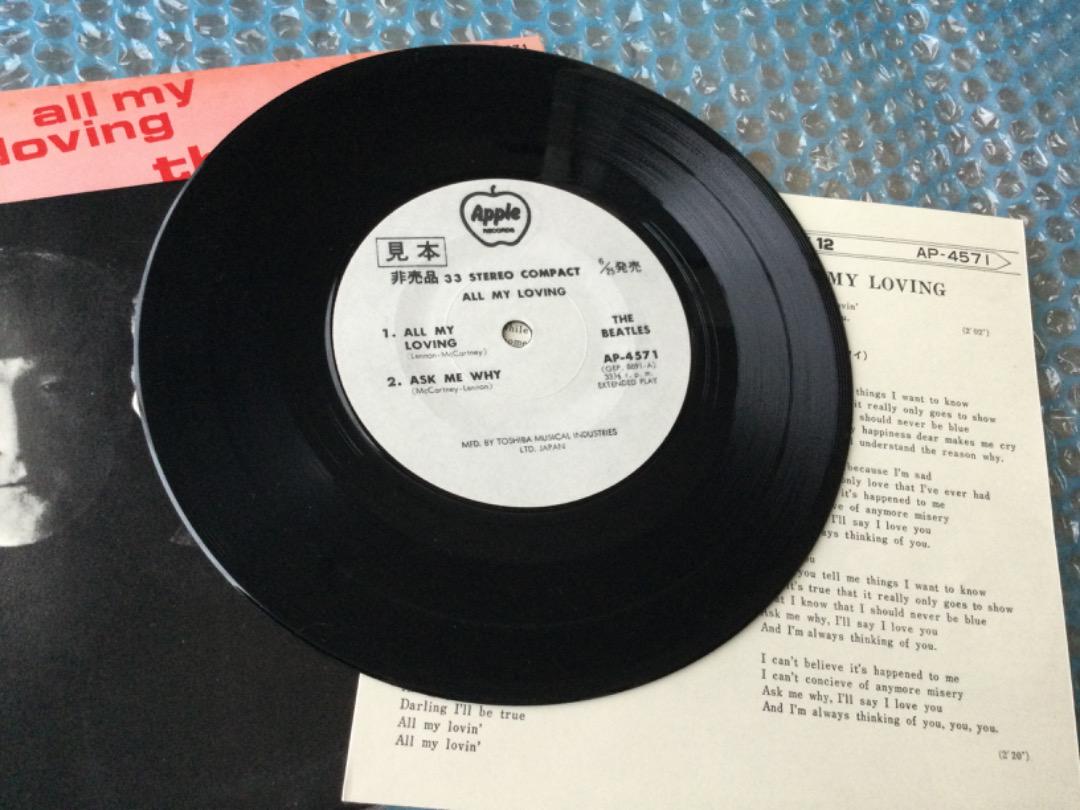 all my
loving
th
Apple
RECORDS
見本
非売品 33 STEREO COMPACT
6/25発売
ALL MY LOVING
1. ALL MY
LOVING
(Lennon-McCartney)
2. ASK ME WHY
(McCartney-Lennon)
THE
BEATLES
AP-4571
(GEP. 8891-A)
33⅓ r. p. m.
EXTENDED PLAY
MFD. BY TOSHIBA MUSICAL INDUSTRIES
LTD. JAPAN
12
AP-4571
MY LOVING
(2'02")
things I want to know
it really only goes to show
should never be blue
happiness dear makes me cry
understand the reason why.
because I'm sad
only love that I've ever had
it's happened to me
of anymore misery
I'll say I love you
thinking of you.
you tell me things I want to know
it's true that it really only goes to show
I know that I should never be blue
Ask me why, I'll say I love you
And I'm always thinking of you.
I can't believe it's happened to me
I can't concieve of anymore misery
Ask me why, I'll say I love you
And I'm always thinking of you, you, you.
(2'20")
Darling I'll be true
All my lovin'
All my lovin'